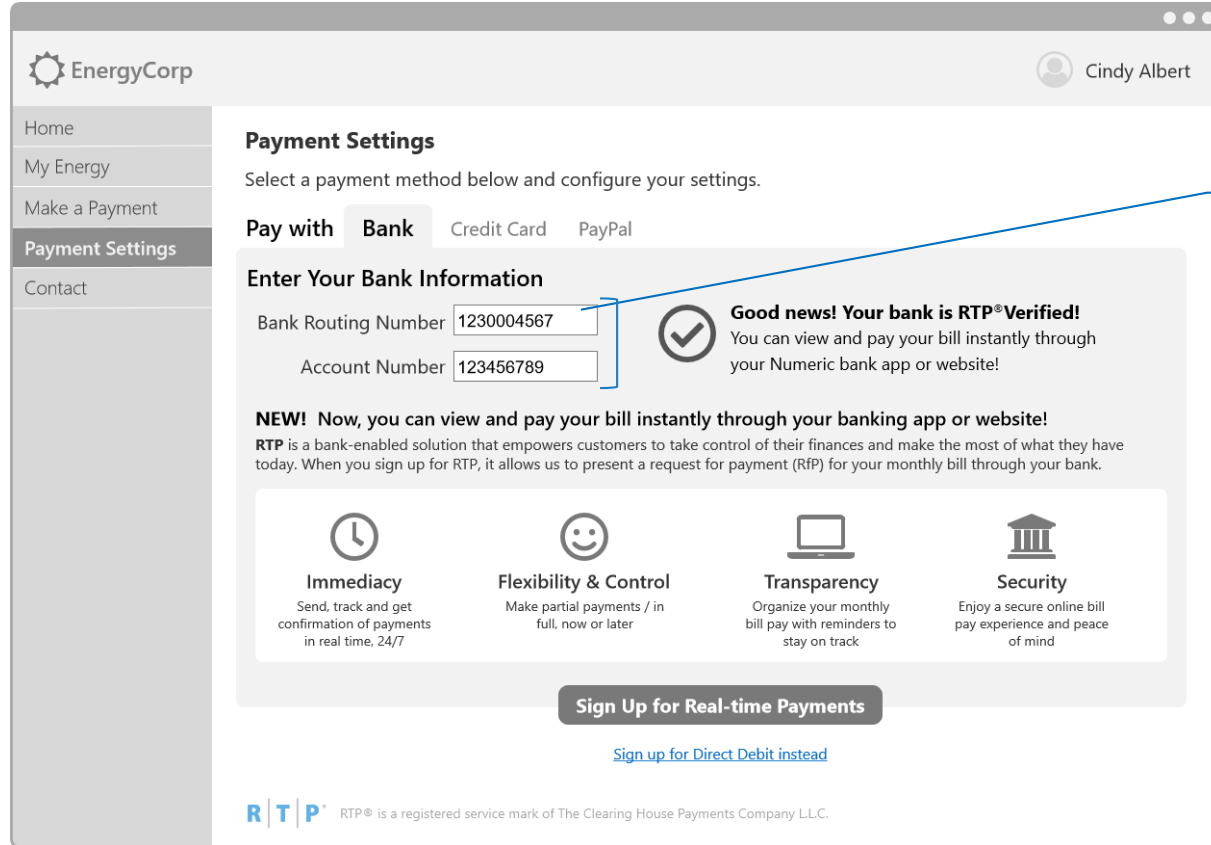 EnergyCorp
Cindy Albert
Home
My Energy
Make a Payment
Payment Settings
Contact
Payment Settings
Select a payment method below and configure your settings.
Pay with Bank Credit Card PayPal
Enter Your Bank Information
Bank Routing Number 1230004567
Account Number 123456789
Good news! Your bank is RTP®Verified!
You can view and pay your bill instantly through
your Numeric bank app or website!
NEW! Now, you can view and pay your bill instantly through your banking app or website!
RTP is a bank-enabled solution that empowers customers to take control of their finances and make the most of what they have
today. When you sign up for RTP, it allows us to present a request for payment (RfP) for your monthly bill through your bank.
Immediacy
Send, track and get
confirmation of payments
in real time, 24/7
Flexibility & Control
Make partial payments / in
full, now or later
Transparency
Organize your monthly
bill pay with reminders to
stay on track
Security
Enjoy a secure online bill
pay experience and peace
of mind
Sign Up for Real-time Payments
Sign up for Direct Debit instead
RTP® RTP® is a registered service mark of The Clearing House Payments Company L.L.C.